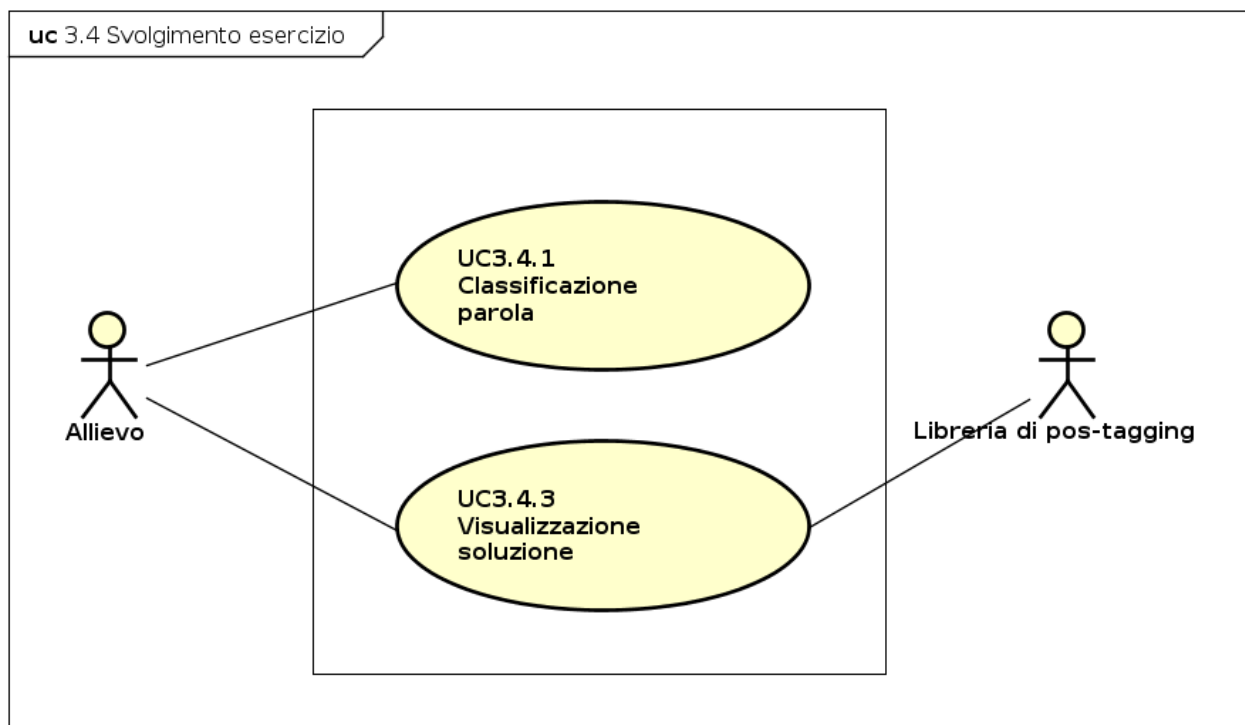 uc 3.4 Svolgimento esercizio
UC3.4.1
Classificazione
parola
Allievo
Libreria di pos-tagging
UC3.4.3
Visualizzazione
soluzione